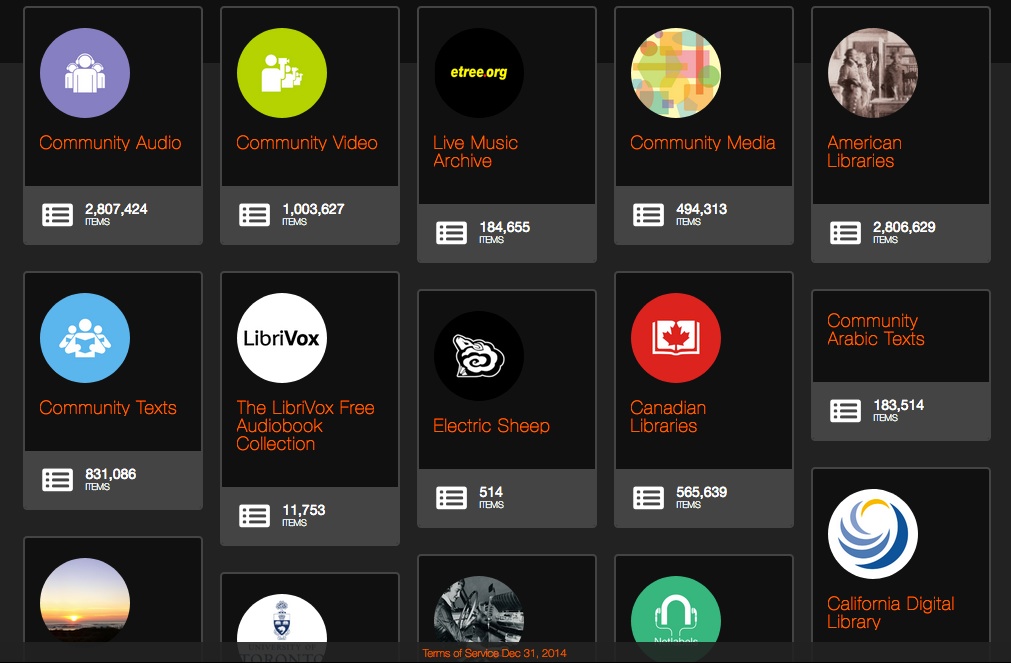 Community Audio
2,807,424
ITEMS
Community Video
1,003,627
ITEMS
etree.org
Live Music
Archive
184,655
ITEMS
Community Media
494,313
ITEMS
American
Libraries
2,806,629
ITEMS
Community Texts
831,086
ITEMS
LibriVox
The LibriVox Free
Audiobook
Collection
11,753
ITEMS
Electric Sheep
514
ITEMS
Canadian
Libraries
565,639
ITEMS
Community
Arabic Texts
183,514
ITEMS
UNIVERSITY OF
TORONTO
Netlabels
California Digital
Library
Terms of Service Dec 31, 2014